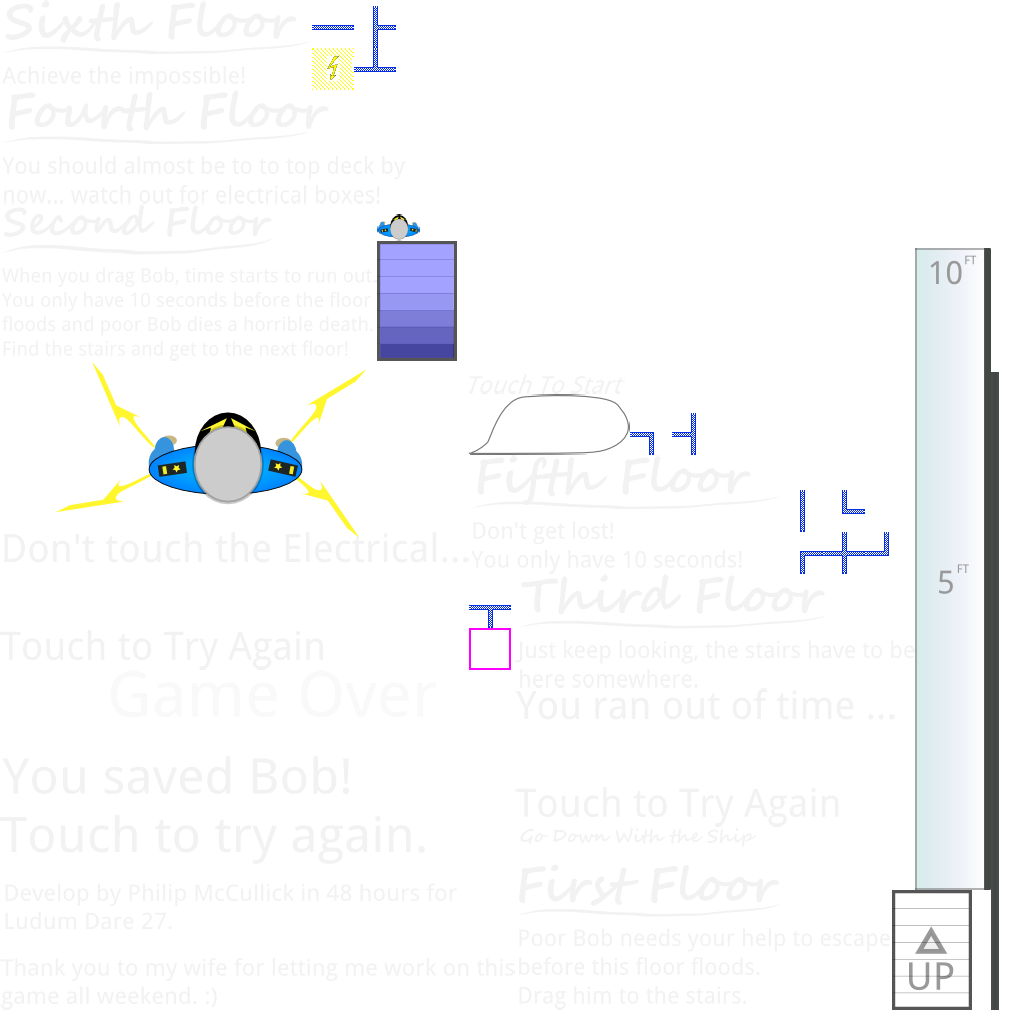 Sixth Floor
Achieve the impossible!
Fourth Floor
You should almost be to to top deck by
now... watch out for electrical boxes!
Second Floor
When you drag Bob, time starts to run out.
You only have 10 seconds before the floor
floods and poor Bob dies a horrible death.
Find the stairs and get to the next floor!
Don't touch the Electrical...
Touch to Try Again
Game Over
You saved Bob!
Touch to try again.
Develop by Philip McCullick in 48 hours for
Ludum Dare 27.
Thank you to my wife for letting me work on this
game all weekend. :)
Touch To Start
Fifth Floor
Don't get lost!
You only have 10 seconds!
Third Floor
Just keep looking, the stairs have to be
here somewhere.
You ran out of time ...
Touch to Try Again
Go Down With the Ship
First Floor
Poor Bob needs your help to escape
before this floor floods.
Drag him to the stairs.
10 FT
5 FT
UP